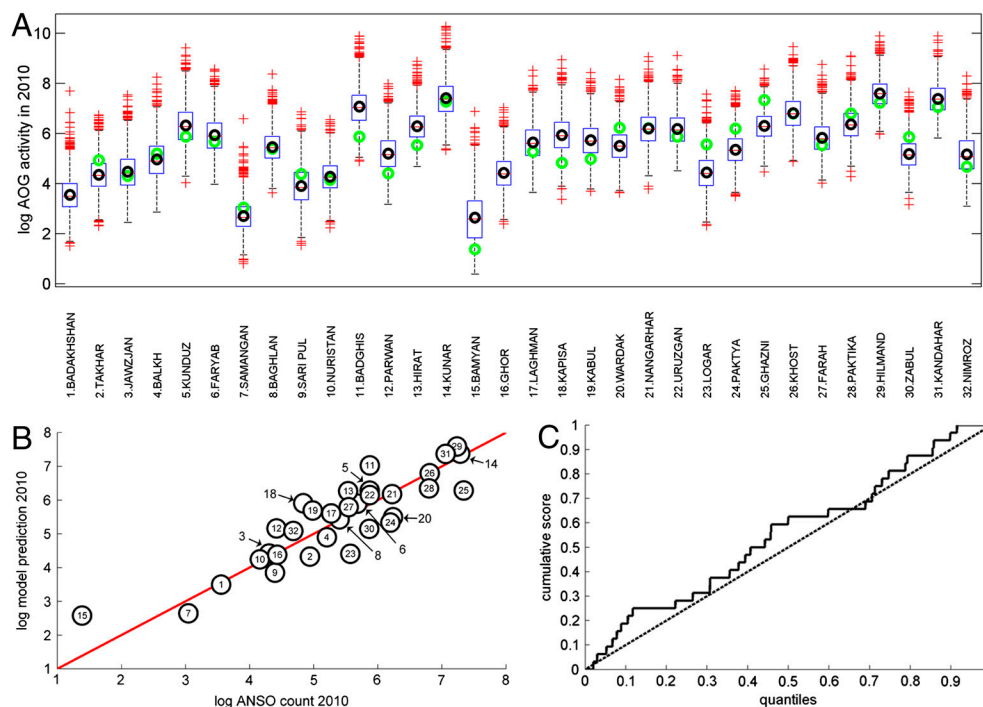 A
log AOG activity in 2010
10
8
6
4
2
0
1.BADAKHSHAN
2.TAKHAR
3.JAWZJAN
4.BALKH
5.KUNDUZ
6.FARYAB
7.SAMANGAN
8.BAGHLAN
9.SARI PUL
10.NURISTAN
11.BADGHIS
12.PARWAN
13.HIRAT
14.KUNAR
15.BAMIYAN
16.GHOR
17.LAGHMAN
18.KAPISA
19.KABUL
20.WARDAK
21.NANGARHAR
22.URUZGAN
23.LOGAR
24.PAKTYA
25.GHAZNI
26.KHOST
27.FARAH
28.PAKTIKA
29.HILMAND
30.ZABUL
31.KANDAHAR
32.NIMROZ
B
log model prediction 2010
8
7
6
5
4
3
2
1
29
31
14
11
5
26
28
25
13
22
21
18
19
27
17
20
24
12
32
30
6
8
4
3
10
16
2
23
9
1
15
7
1 2 3 4 5 6 7 8
log ANSO count 2010
C
cumulative score
1
0.9
0.8
0.7
0.6
0.5
0.4
0.3
0.2
0.1
0
0 0.1 0.2 0.3 0.4 0.5 0.6 0.7 0.8 0.9
quantiles